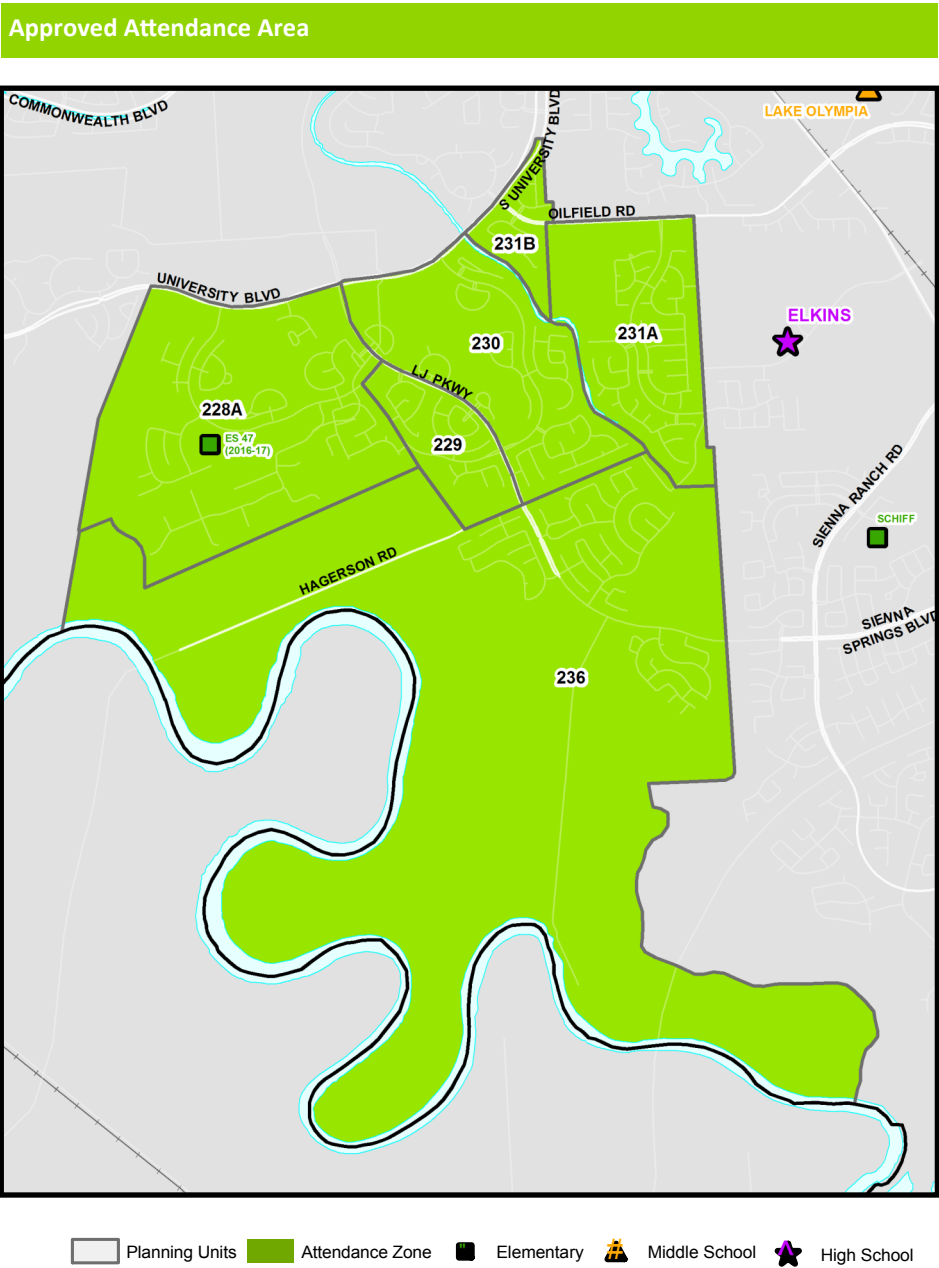 Approved Attendance Area
COMMONWEALTH BLVD
LAKE OLYMPIA
S UNIVERSITY BLVD
OILFIELD RD
231B
UNIVERSITY BLVD
ELKINS
230
231A
LJ PKWY
228A
ES 47
(2016-17)
229
SIENNA RANCH RD
SCHIFF
HAGERSON RD
SIENNA
SPRINGS BLVD
236
Planning Units
Attendance Zone
Elementary
Middle School
High School